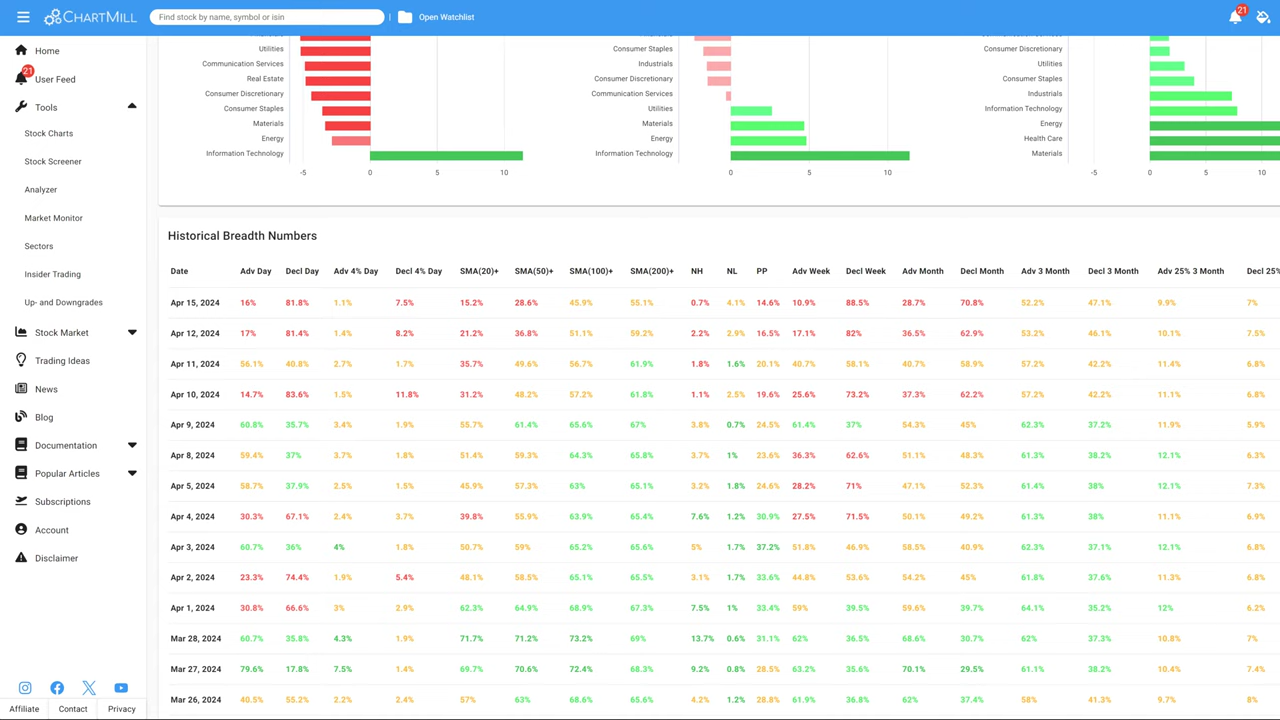 CHARTMILL
Find stock by name, symbol or isin
Open Watchlist
21
Home
21
User Feed
Tools
Stock Charts
Stock Screener
Analyzer
Market Monitor
Sectors
Insider Trading
Up- and Downgrades
Stock Market
Trading Ideas
News
Blog
Documentation
Popular Articles
Subscriptions
Account
Disclaimer
Affiliate Contact Privacy
Utilities
Communication Services
Real Estate
Consumer Discretionary
Consumer Staples
Materials
Energy
Information Technology
-5 0 5 10
Consumer Staples
Industrials
Consumer Discretionary
Communication Services
Utilities
Materials
Energy
Information Technology
0 5 10
Consumer Discretionary
Utilities
Consumer Staples
Industrials
Information Technology
Energy
Health Care
Materials
-5 0 5 10
Historical Breadth Numbers
Date Adv Day Decl Day Adv 4% Day Decl 4% Day SMA(20)+ SMA(50)+ SMA(100)+ SMA(200)+ NH NL PP Adv Week Decl Week Adv Month Decl Month Adv 3 Month Decl 3 Month Adv 25% 3 Month Decl 25%
Apr 15, 2024 16% 81.8% 1.1% 7.5% 15.2% 28.6% 45.9% 55.1% 0.7% 4.1% 14.6% 10.9% 88.5% 28.7% 70.8% 52.2% 47.1% 9.9% 7%
Apr 12, 2024 17% 81.4% 1.4% 8.2% 21.2% 36.8% 51.1% 59.2% 2.2% 2.9% 16.5% 17.1% 82% 36.5% 62.9% 53.2% 46.1% 10.1% 7.5%
Apr 11, 2024 56.1% 40.8% 2.7% 1.7% 35.7% 49.6% 56.7% 61.9% 1.8% 1.6% 20.1% 40.7% 58.1% 40.7% 58.9% 57.2% 42.2% 11.4% 6.8%
Apr 10, 2024 14.7% 83.6% 1.5% 11.8% 31.2% 48.2% 57.2% 61.8% 1.1% 2.5% 19.6% 25.6% 73.2% 37.3% 62.2% 57.2% 42.2% 11.1% 6.8%
Apr 9, 2024 60.8% 35.7% 3.4% 1.9% 55.7% 61.4% 65.6% 67% 3.8% 0.7% 24.5% 61.4% 37% 54.3% 45% 62.3% 37.2% 11.9% 5.9%
Apr 8, 2024 59.4% 37% 3.7% 1.8% 51.4% 59.3% 64.3% 65.8% 3.7% 1% 23.6% 36.3% 62.6% 51.1% 48.3% 61.3% 38.2% 12.1% 6.3%
Apr 5, 2024 58.7% 37.9% 2.5% 1.5% 45.9% 57.3% 63% 65.1% 3.2% 1.8% 24.6% 28.2% 71% 47.1% 52.3% 61.4% 38% 12.1% 7.3%
Apr 4, 2024 30.3% 67.1% 2.4% 3.7% 39.8% 55.9% 63.9% 65.4% 7.6% 1.2% 30.9% 27.5% 71.5% 50.1% 49.2% 61.3% 38% 11.1% 6.9%
Apr 3, 2024 60.7% 36% 4% 1.8% 50.7% 59% 65.2% 65.6% 5% 1.7% 37.2% 51.8% 46.9% 58.5% 40.9% 62.3% 37.1% 12.1% 6.8%
Apr 2, 2024 23.3% 74.4% 1.9% 5.4% 48.1% 58.5% 65.1% 65.5% 3.1% 1.7% 33.6% 44.8% 53.6% 54.2% 45% 61.8% 37.6% 11.3% 6.8%
Apr 1, 2024 30.8% 66.6% 3% 2.9% 62.3% 64.9% 68.9% 67.3% 7.5% 1% 33.4% 59% 39.5% 59.6% 39.7% 64.1% 35.2% 12% 6.2%
Mar 28, 2024 60.7% 35.8% 4.3% 1.9% 71.7% 71.2% 73.2% 69% 13.7% 0.6% 31.1% 62% 36.5% 68.6% 30.7% 62% 37.3% 10.8% 7%
Mar 27, 2024 79.6% 17.8% 7.5% 1.4% 69.7% 70.6% 72.4% 68.3% 9.2% 0.8% 28.5% 63.2% 35.6% 70.1% 29.5% 61.1% 38.2% 10.4% 7.4%
Mar 26, 2024 40.5% 55.2% 2.2% 2.4% 57% 63% 68.6% 65.6% 4.2% 1.2% 28.8% 61.9% 36.8% 62% 37.4% 58% 41.3% 9.7% 8%